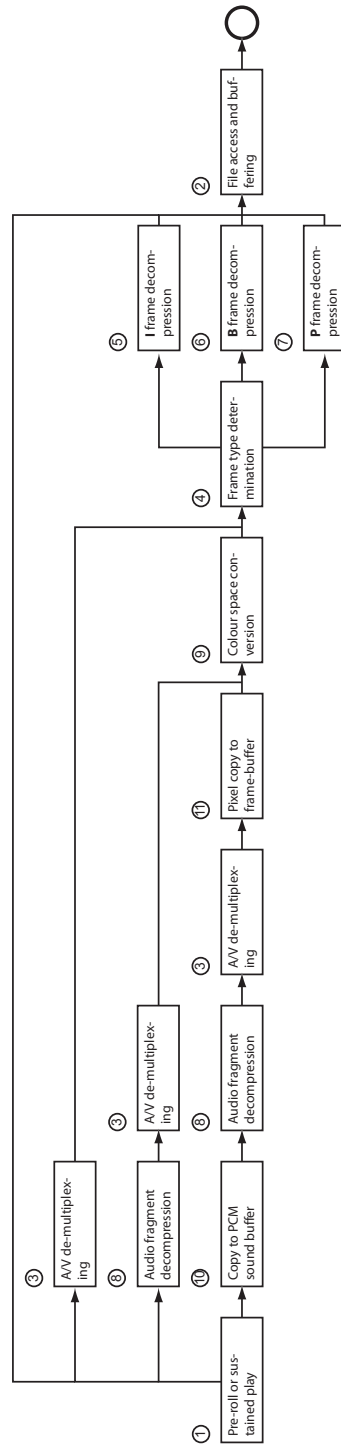 ①
Pre-roll or sus-
tained play
③
A/V de-multiplex-
ing
⑧
Audio fragment
decompression
⑩
Copy to PCM
sound buffer
③
A/V de-multiplex-
ing
⑧
Audio fragment
decompression
③
A/V de-multiplex-
ing
⑪
Pixel copy to
frame-buffer
⑨
Colour space con-
version
④
Frame type deter-
mination
⑤
I frame decom-
pression
⑥
B frame decom-
pression
⑦
P frame decom-
pression
②
File access and buf-
fering